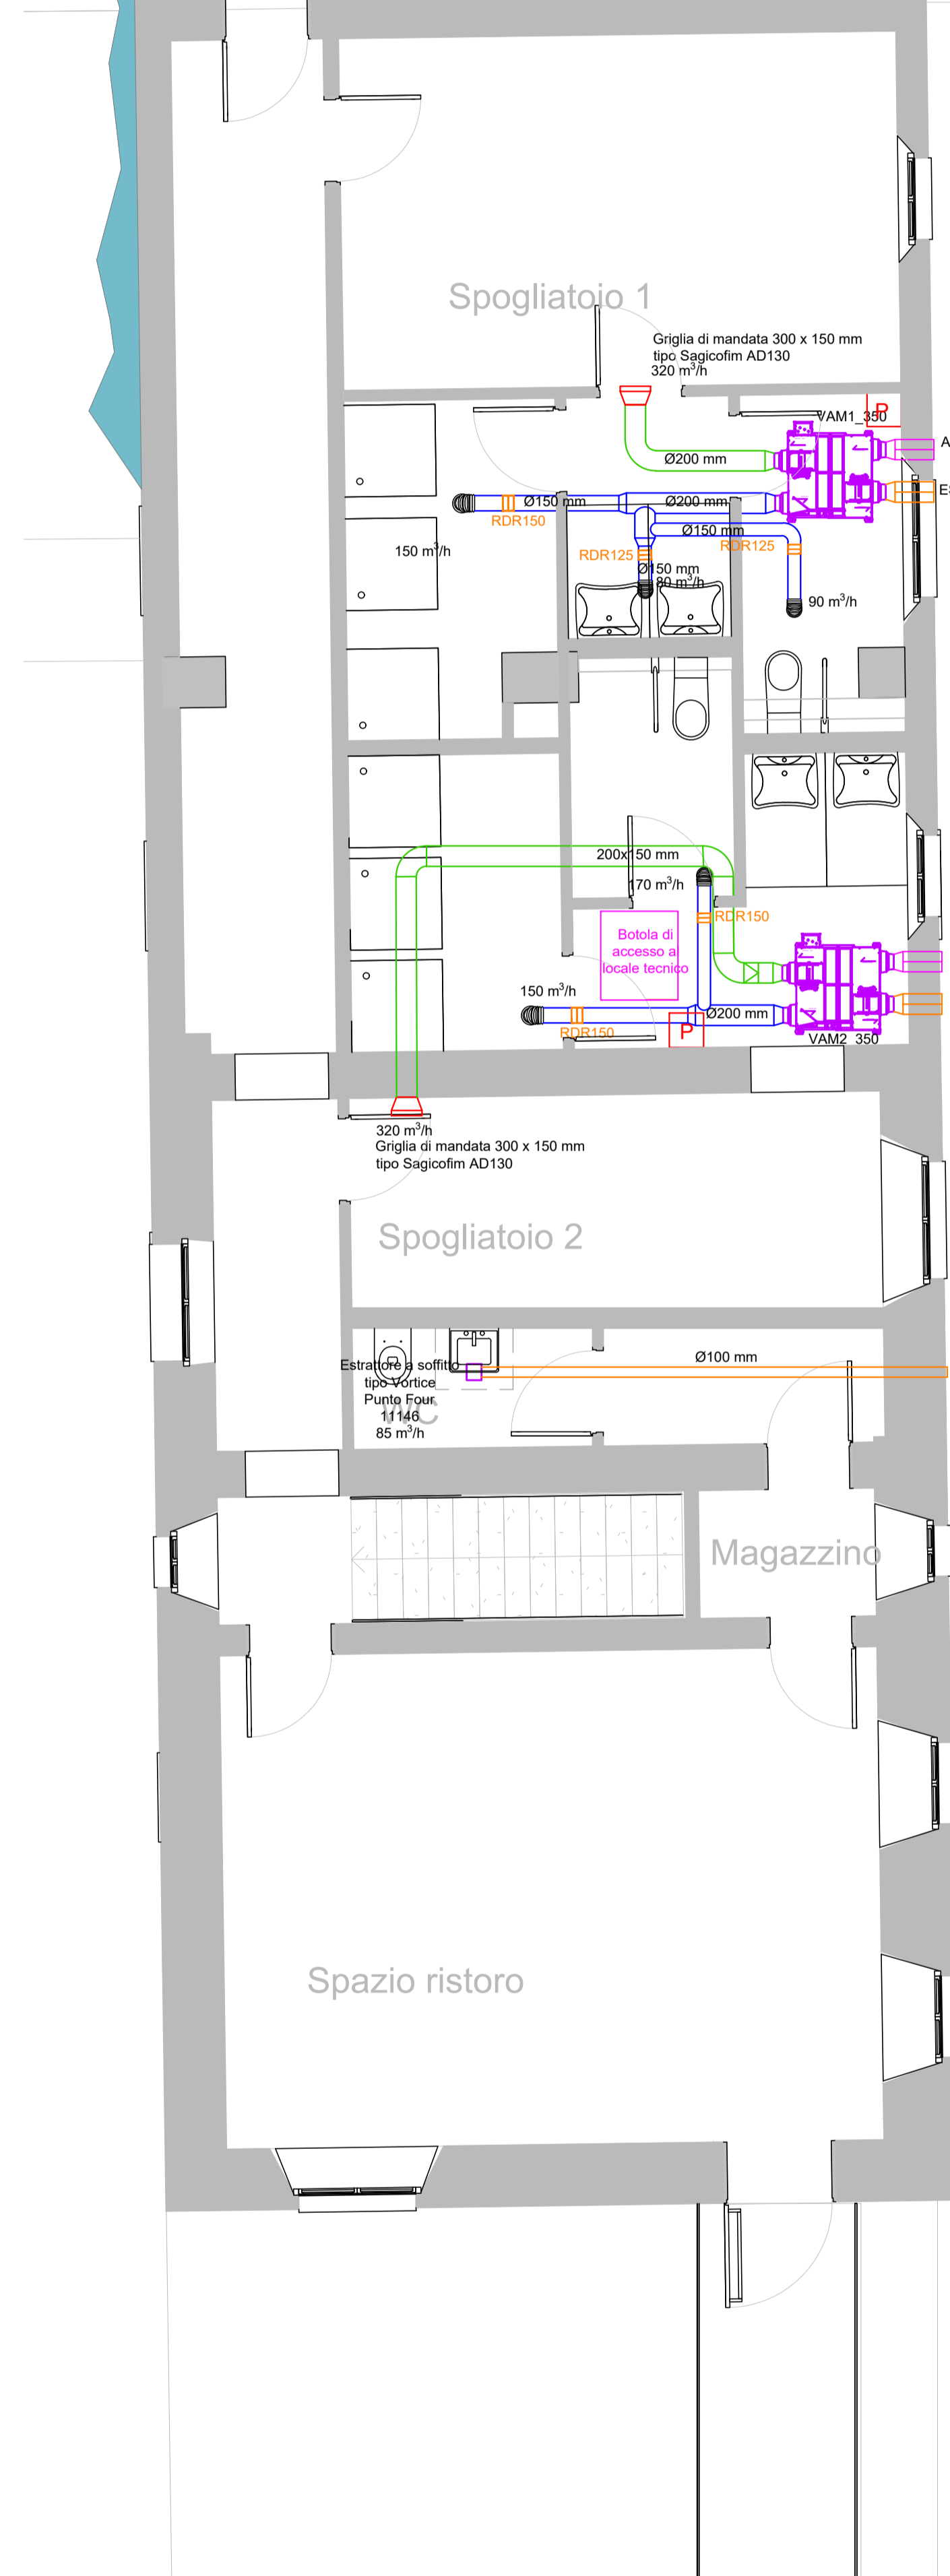 Spogliatoio 1
Griglia di mandata 300 x 150 mm
tipo Sagicofim AD130
320 m³/h
VAM1_350
P
A
Ø200 mm
ES
Ø150 mm
Ø200 mm
RDR150
Ø150 mm
150 m³/h
RDR125
RDR125
Ø150 mm
80 m³/h
90 m³/h
200x150 mm
170 m³/h
RDR150
Botola di
accesso al
locale tecnico
150 m³/h
Ø200 mm
RDR150
P
VAM2_350
320 m³/h
Griglia di mandata 300 x 150 mm
tipo Sagicofim AD130
Spogliatoio 2
Ø100 mm
Estrattore a soffitto
tipo Vortice
Punto Four
WC
11146
85 m³/h
Magazzino
Spazio ristoro